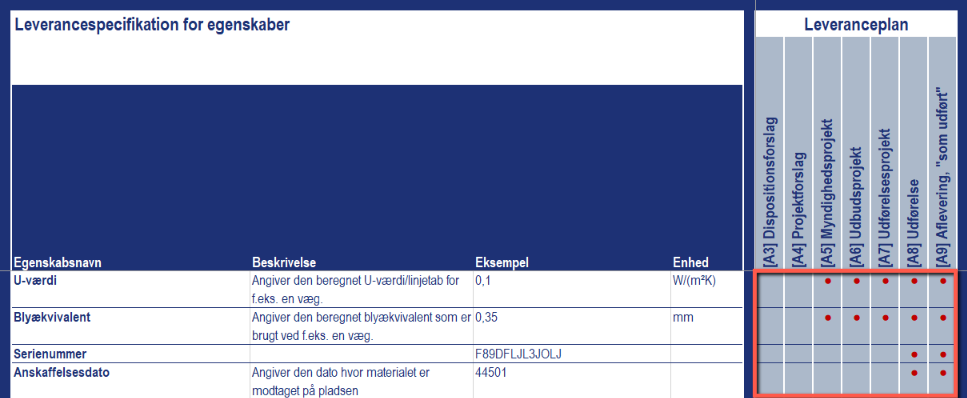 Leverancespecifikation for egenskaber
Leveranceplan
[A3] Dispositionsforslag
[A4] Projektforslag
[A5] Myndighedsprojekt
[A6] Udbudsprojekt
[A7] Udførelsesprojekt
[A8] Udførelse
[A9] Aflevering, "som udført"
Egenskabsnavn Beskrivelse Eksempel Enhed
U-værdi Angiver den beregnet U-værdi/linjetab for 0,1 W/(m²K) • • • • •
f.eks. en væg.
Blyækvivalent Angiver den beregnet blyækvivalent som er 0,35 mm • • • • •
brugt ved f.eks. en væg.
Serienummer F89DFLJL3JOLJ • •
Anskaffelsesdato Angiver den dato hvor materialet er 44501 • •
modtaget på pladsen